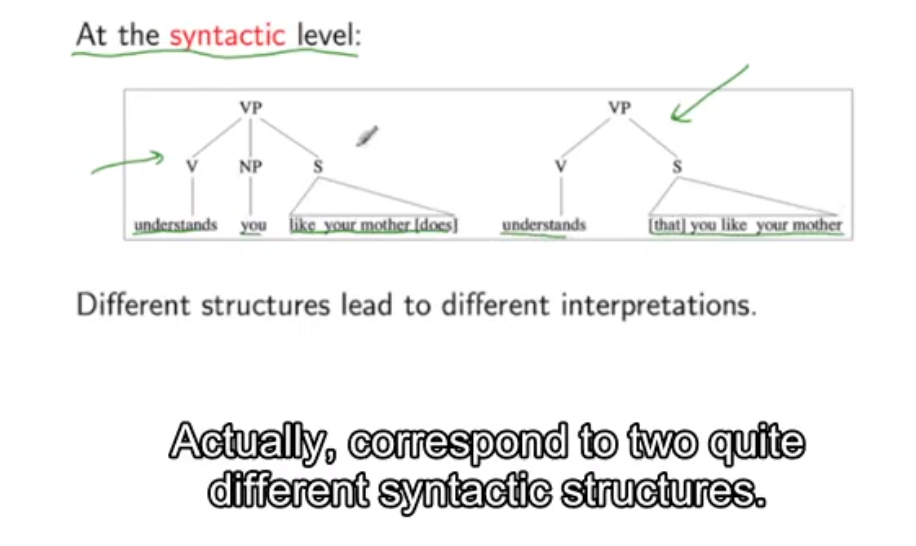 At the syntactic level:
VP VP
V NP S V S
understands you like your mother [does] understands [that] you like your mother
Different structures lead to different interpretations.
Actually, correspond to two quite
different syntactic structures.